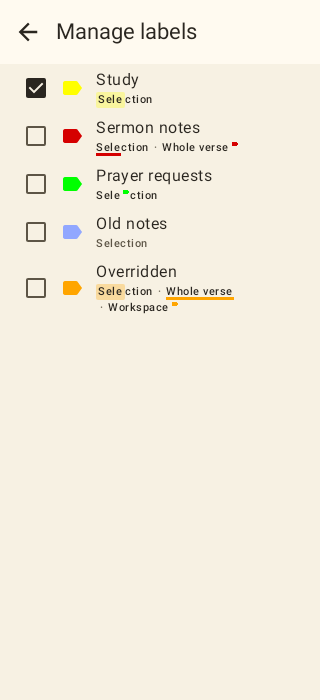 Manage labels
Study
Selection
Sermon notes
Selection · Whole verse
Prayer requests
Selection
Old notes
Selection
Overridden
Selection · Whole verse
· Workspace